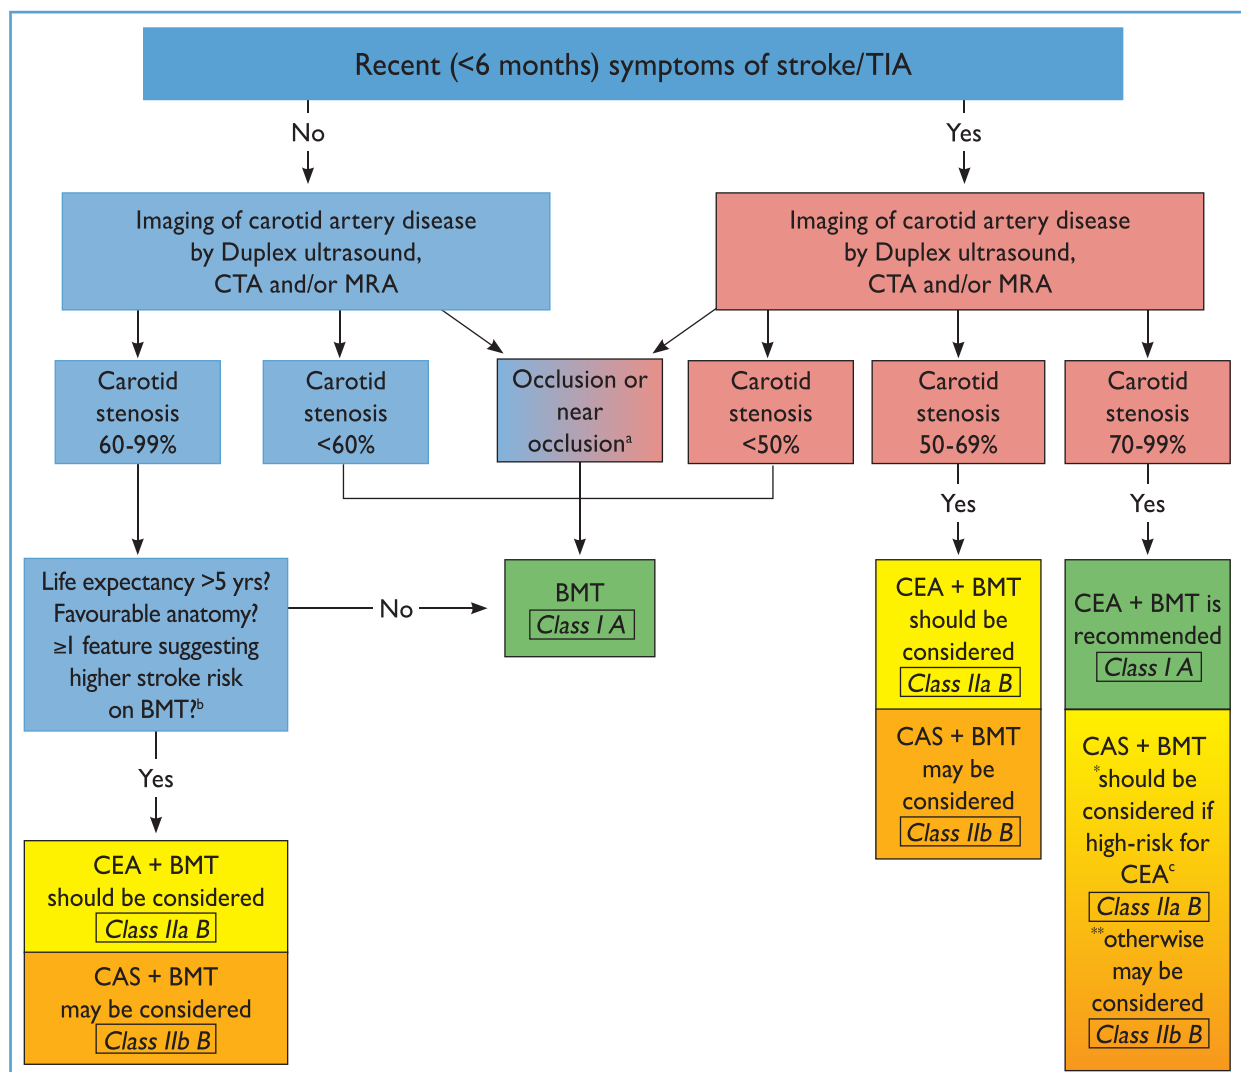 Recent (<6 months) symptoms of stroke/TIA
No
Yes
Imaging of carotid artery disease
by Duplex ultrasound,
CTA and/or MRA
Imaging of carotid artery disease
by Duplex ultrasound,
CTA and/or MRA
Carotid
stenosis
60-99%
Carotid
stenosis
<60%
Occlusion or
near
occlusionᵃ
Carotid
stenosis
<50%
Carotid
stenosis
50-69%
Carotid
stenosis
70-99%
Yes
Yes
Life expectancy >5 yrs?
Favourable anatomy?
≥1 feature suggesting
higher stroke risk
on BMT?ᵇ
No
BMT
Class I A
CEA + BMT
should be
considered
Class IIa B
CAS + BMT
may be
considered
Class IIb B
CEA + BMT is
recommended
Class I A
CAS + BMT
*should be
considered if
high-risk for
CEAᶜ
Class IIa B
**otherwise
may be
considered
Class IIb B
Yes
CEA + BMT
should be considered
Class IIa B
CAS + BMT
may be considered
Class IIb B